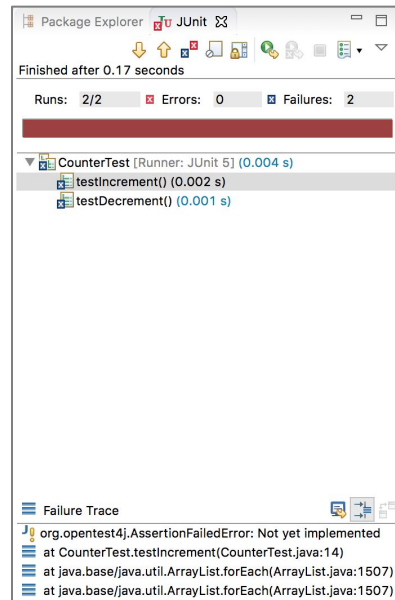 Package Explorer JUnit
Finished after 0.17 seconds
Runs: 2/2 Errors: 0 Failures: 2
CounterTest [Runner: JUnit 5] (0.004 s)
testIncrement() (0.002 s)
testDecrement() (0.001 s)
Failure Trace
org.opentest4j.AssertionFailedError: Not yet implemented
at CounterTest.testIncrement(CounterTest.java:14)
at java.base/java.util.ArrayList.forEach(ArrayList.java:1507)
at java.base/java.util.ArrayList.forEach(ArrayList.java:1507)